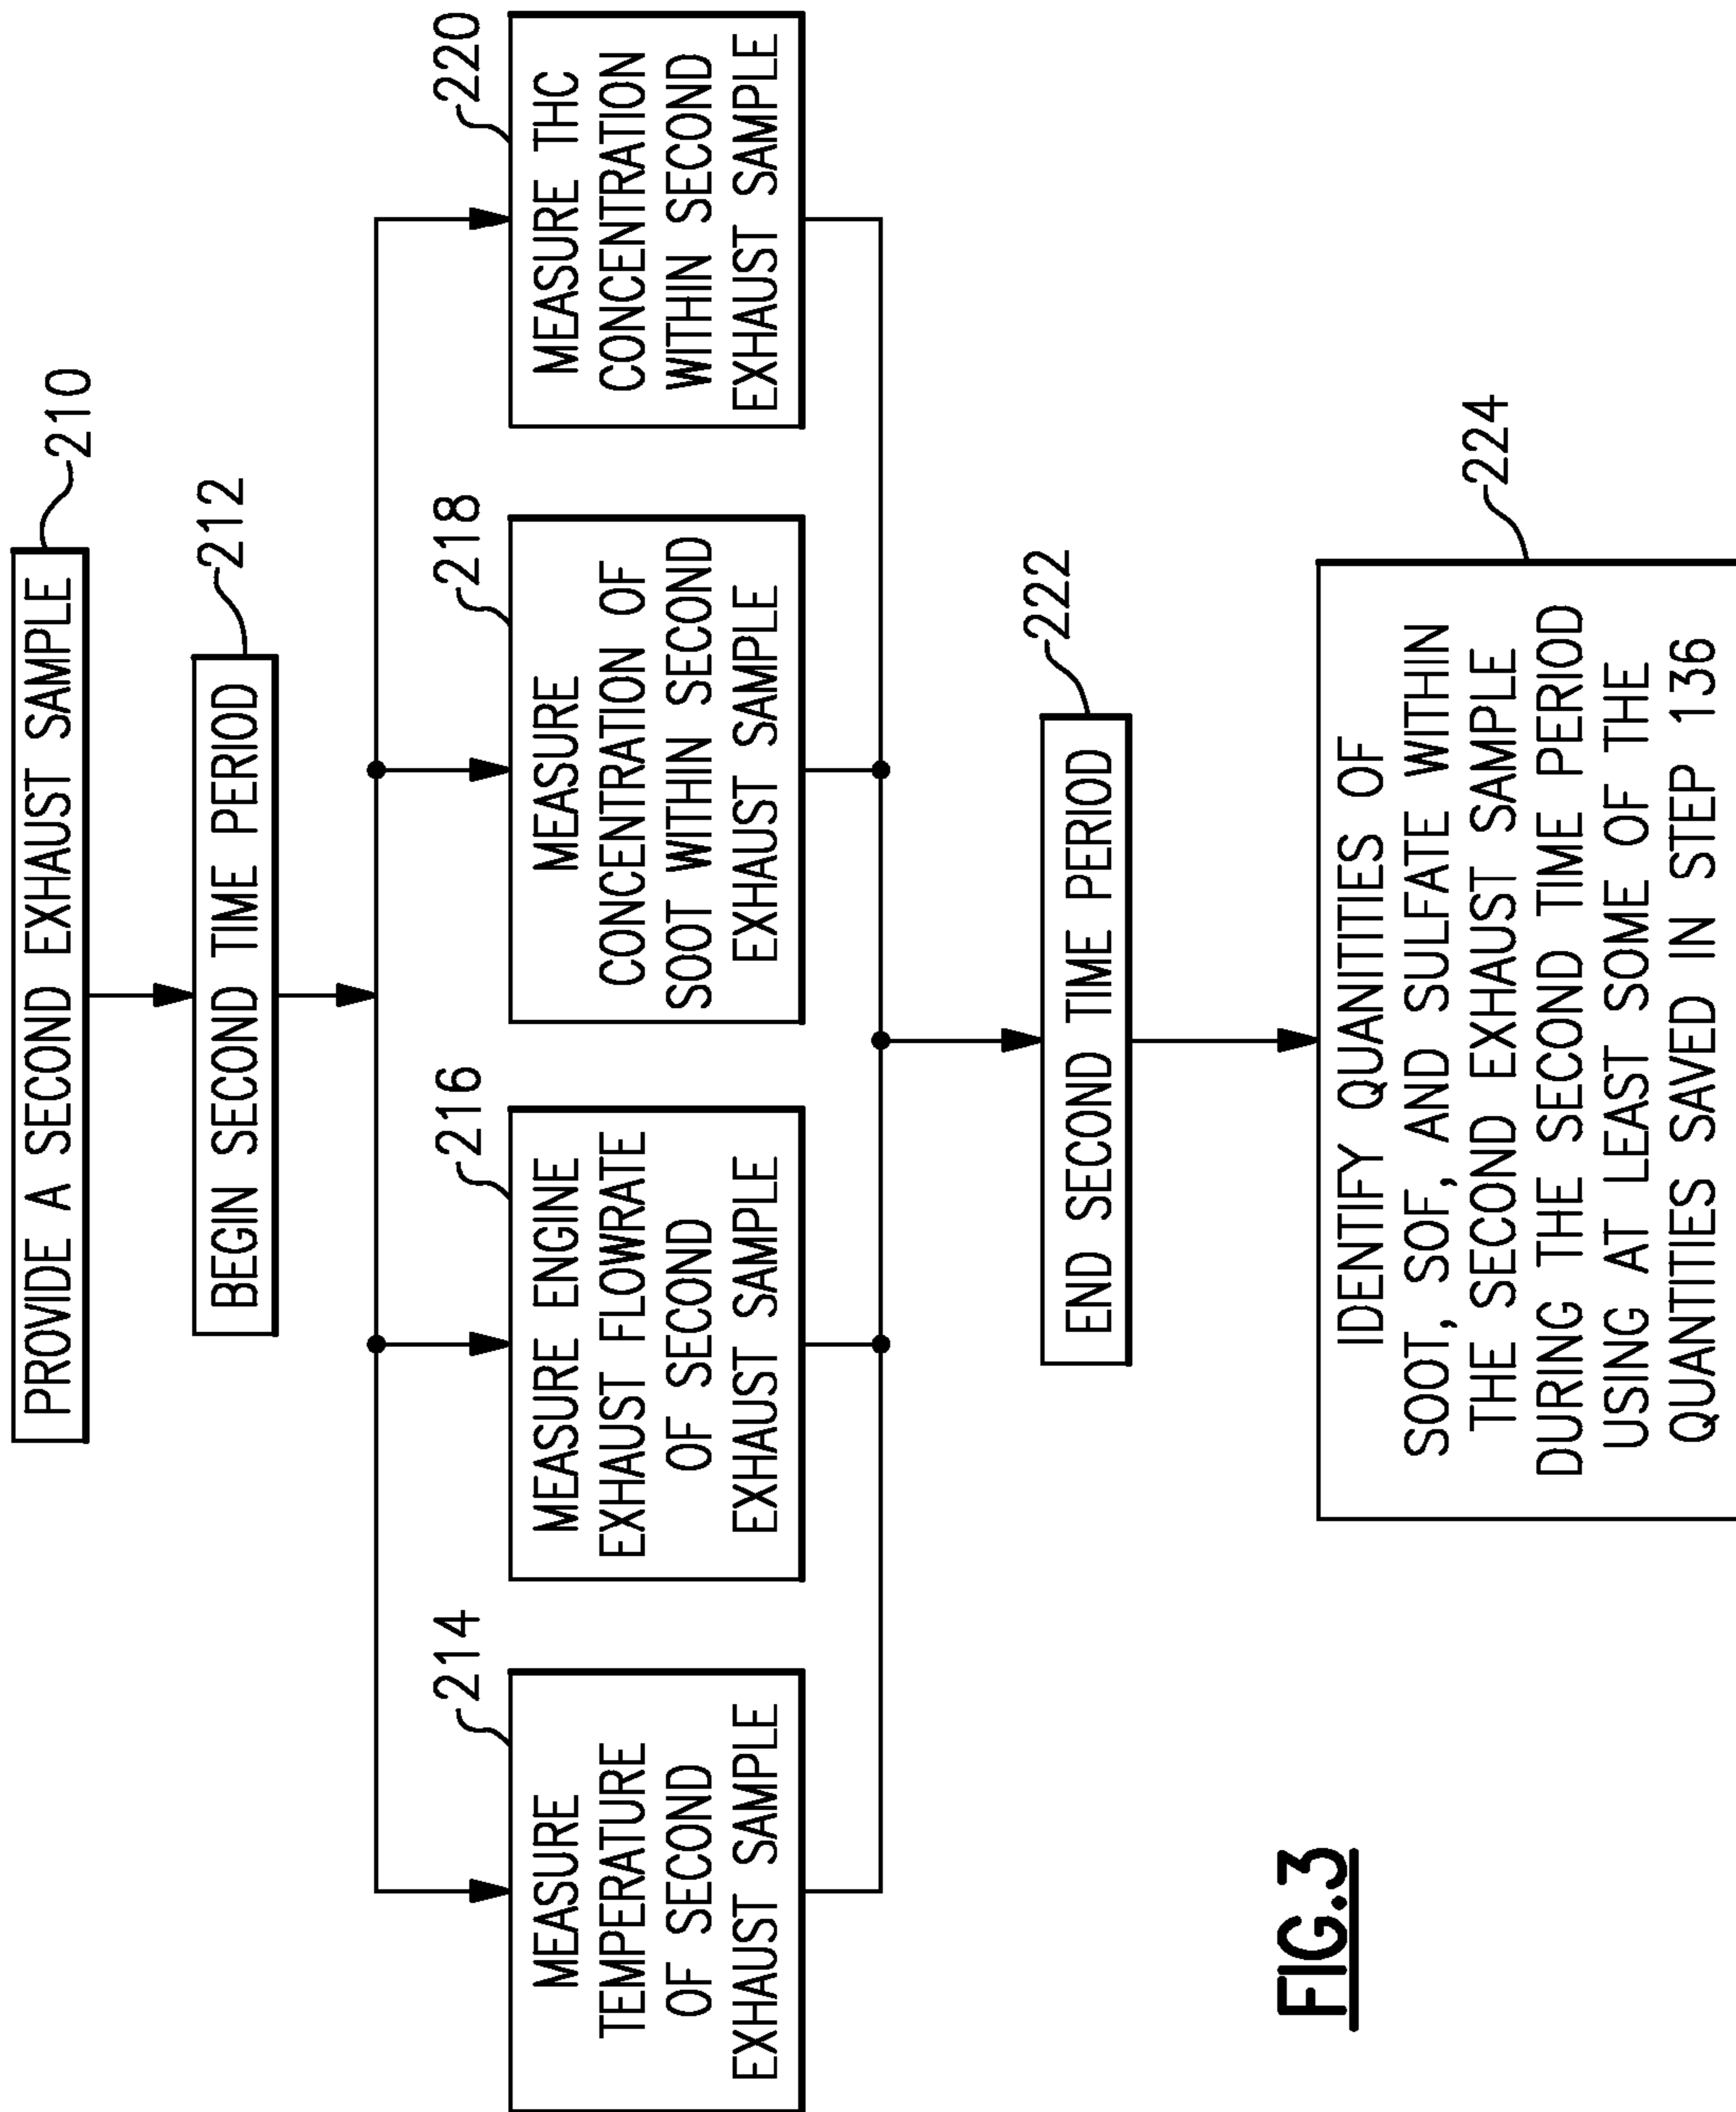 PROVIDE A SECOND EXHAUST SAMPLE
210
BEGIN SECOND TIME PERIOD
212
214
MEASURE
TEMPERATURE
OF SECOND
EXHAUST SAMPLE
216
MEASURE ENGINE
EXHAUST FLOWRATE
OF SECOND
EXHAUST SAMPLE
218
MEASURE
CONCENTRATION OF
SOOT WITHIN SECOND
EXHAUST SAMPLE
220
MEASURE THC
CONCENTRATION
WITHIN SECOND
EXHAUST SAMPLE
END SECOND TIME PERIOD
222
IDENTIFY QUANITITIES OF
SOOT, SOF, AND SULFATE WITHIN
THE SECOND EXHAUST SAMPLE
DURING THE SECOND TIME PERIOD
USING AT LEAST SOME OF THE
QUANTITIES SAVED IN STEP 136
224
FIG.3